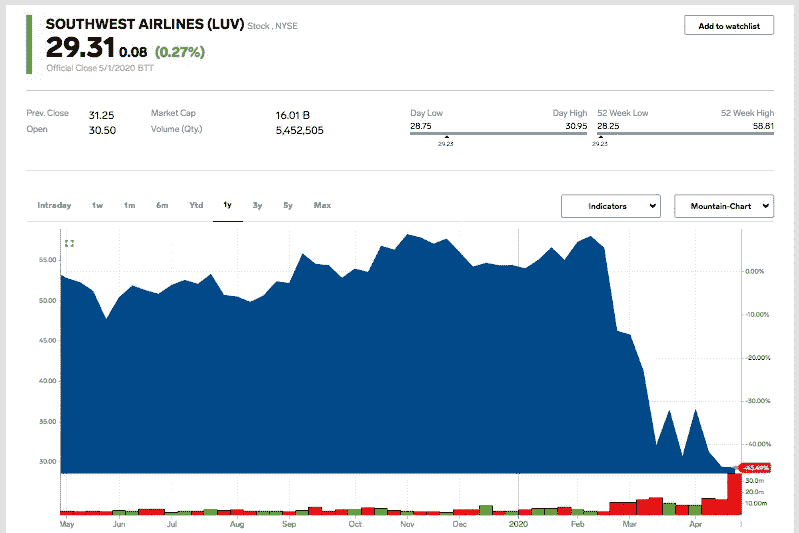 SOUTHWEST AIRLINES (LUV) Stock , NYSE
Add to watchlist
29.31 0.08 (0.27%)
Official Close 5/1/2020 BTT
Prev. Close 31.25 Market Cap 16.01 B Day Low Day High 52 Week Low 52 Week High
Open 30.50 Volume (Qty.) 5,452,505 28.75 30.95 28.25 58.81
29.23 29.23
Intraday 1w 1m 6m Ytd 1y 3y 5y Max Indicators Mountain-Chart
55.00 0.00%
50.00 -10.00%
45.00 -20.00%
40.00 -30.00%
35.00 -40.00%
30.00 -45.49%
30.0m
20.0m
10.00m
May Jun Jul Aug Sep Oct Nov Dec 2020 Feb Mar Apr